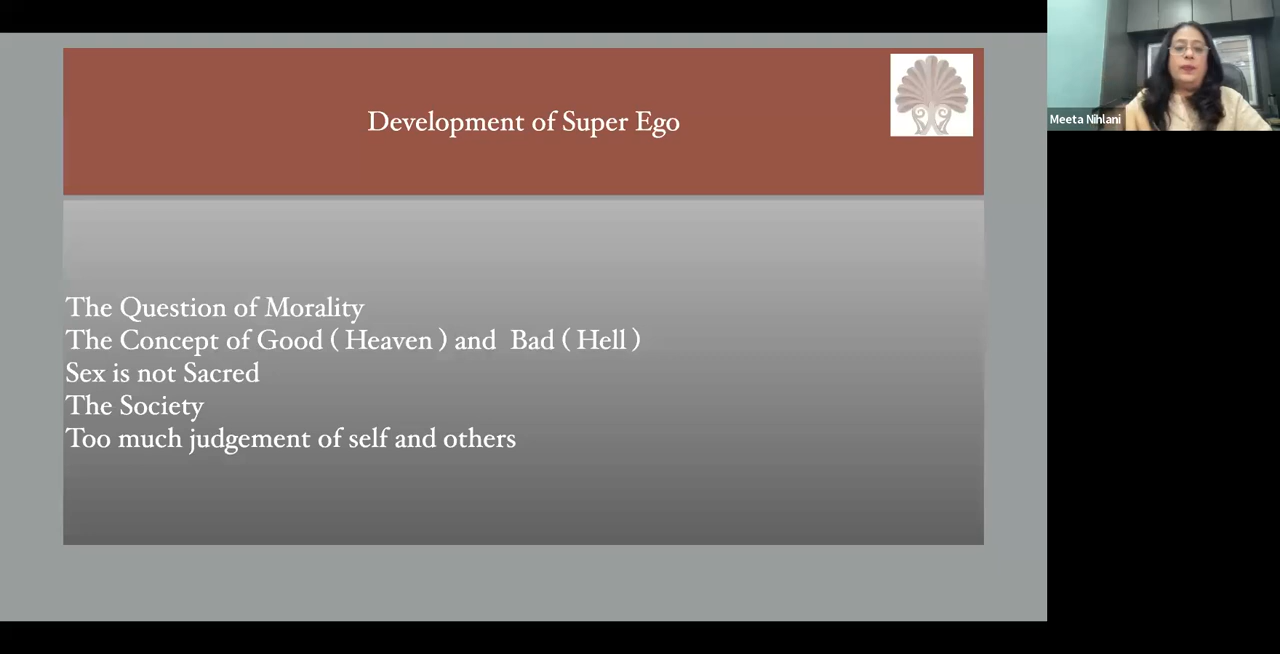 Development of Super Ego
Meeta Nihlani
The Question of Morality
The Concept of Good ( Heaven ) and  Bad ( Hell )
Sex is not Sacred
The Society
Too much judgement of self and others